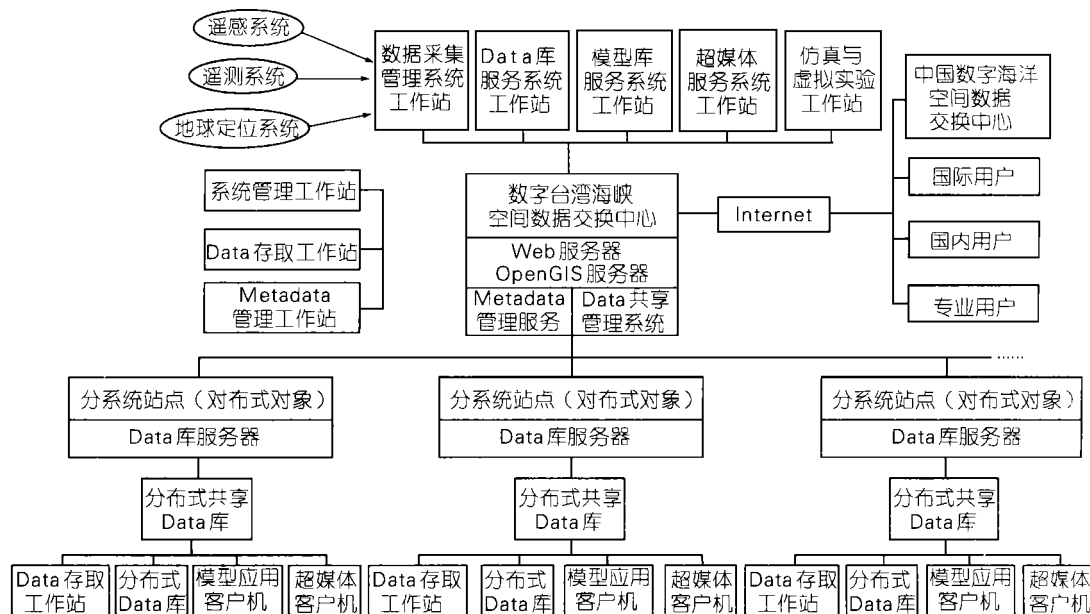 遥感系统
遥测系统
地球定位系统
数据采集
管理系统
工作站
Data库
服务系统
工作站
模型库
服务系统
工作站
超媒体
服务系统
工作站
仿真与
虚拟实验
工作站
中国数字海洋
空间数据
交换中心
国际用户
国内用户
专业用户
系统管理工作站
Data存取工作站
Metadata
管理工作站
数字台湾海峡
空间数据交换中心
Web服务器
OpenGIS服务器
Metadata
管理服务
Data共享
管理系统
Internet
……
分系统站点（对布式对象）
Data库服务器
分布式共享
Data库
Data存取
工作站
分布式
Data库
模型应用
客户机
超媒体
客户机
分系统站点（对布式对象）
Data库服务器
分布式共享
Data库
Data存取
工作站
分布式
Data库
模型应用
客户机
超媒体
客户机
分系统站点（对布式对象）
Data库服务器
分布式共享
Data库
Data存取
工作站
分布式
Data库
模型应用
客户机
超媒体
客户机